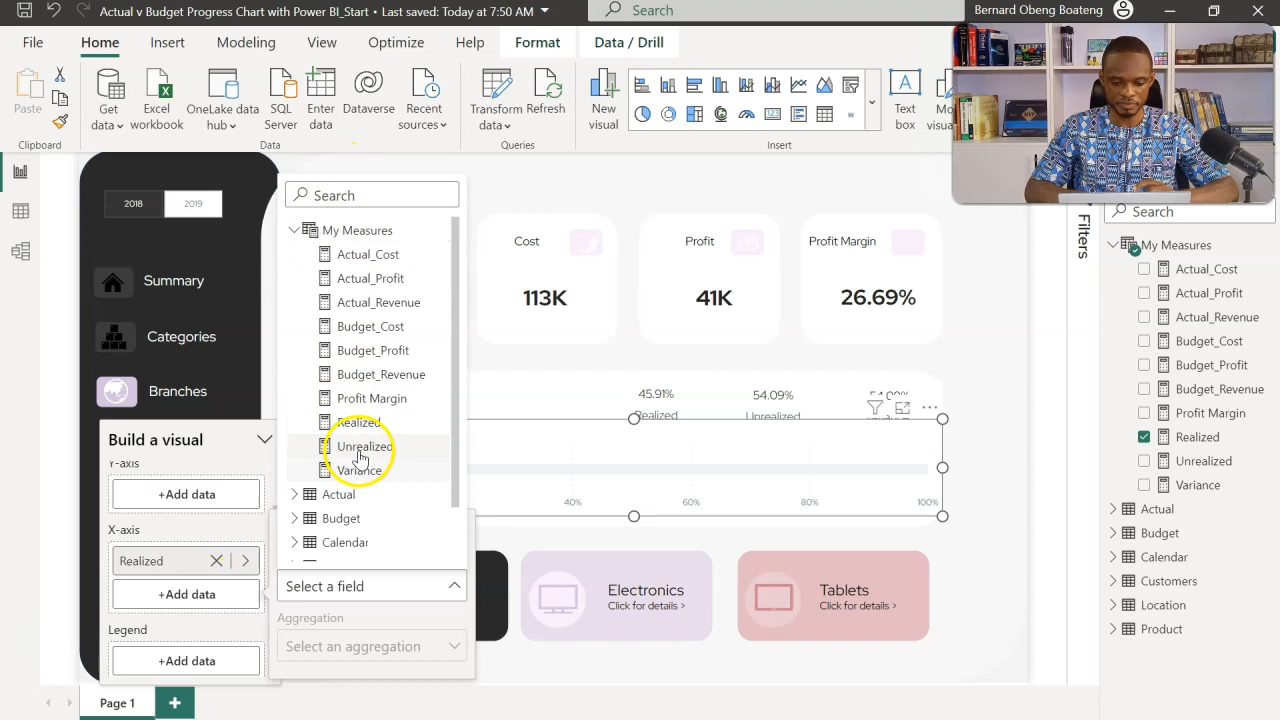 Actual v Budget Progress Chart with Power BI_Start • Last saved: Today at 7:50 AM
Search
Bernard Obeng Boateng
File
Home
Insert
Modeling
View
Optimize
Help
Format
Data / Drill
Paste
Get data
Excel workbook
OneLake data hub
SQL Server
Enter data
Dataverse
Recent sources
Transform data
Refresh
New visual
Text box
Clipboard
Data
Queries
Insert
2018
2019
Summary
Categories
Branches
Search
My Measures
Actual_Cost
Actual_Profit
Actual_Revenue
Budget_Cost
Budget_Profit
Budget_Revenue
Profit Margin
Realized
Unrealized
Variance
Actual
Budget
Calendar
Select a field
Aggregation
Select an aggregation
Build a visual
Y-axis
+Add data
X-axis
Realized
+Add data
Legend
+Add data
Cost
113K
Profit
41K
Profit Margin
26.69%
45.91%
Realized
54.09%
Unrealized
54.09%
40%
60%
80%
100%
Electronics
Click for details >
Tablets
Click for details >
Filters
Search
My Measures
Actual_Cost
Actual_Profit
Actual_Revenue
Budget_Cost
Budget_Profit
Budget_Revenue
Profit Margin
Realized
Unrealized
Variance
Actual
Budget
Calendar
Customers
Location
Product
Page 1